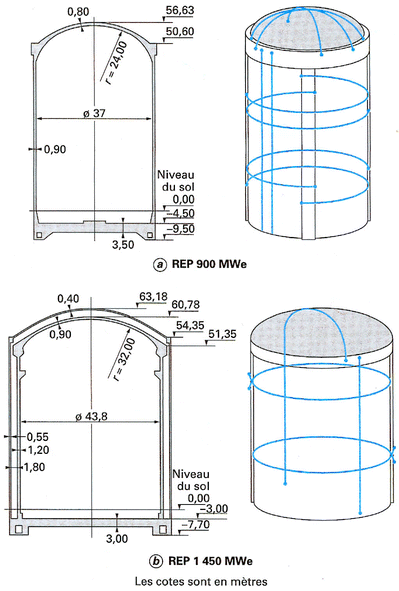 0,80
56,63
50,60
r = 24,00
ø 37
0,90
Niveau
du sol
0,00
–4,50
–9,50
3,50
a REP 900 MWe
0,40
63,18
60,78
0,90
54,35
51,35
r = 32,00
ø 43,8
0,55
1,20
1,80
Niveau
du sol
0,00
–3,00
–7,70
3,00
b REP 1 450 MWe
Les cotes sont en mètres